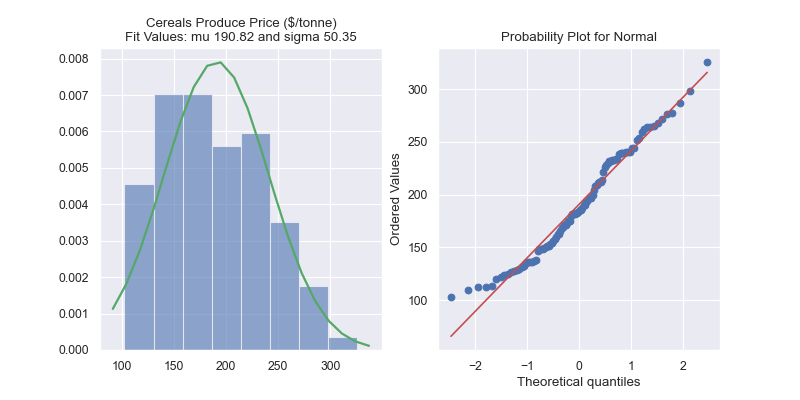 Cereals Produce Price ($/tonne)
Fit Values: mu 190.82 and sigma 50.35
0.008
0.007
0.006
0.005
0.004
0.003
0.002
0.001
0.000
100 150 200 250 300
Probability Plot for Normal
Ordered Values
300
250
200
150
100
−2 −1 0 1 2
Theoretical quantiles